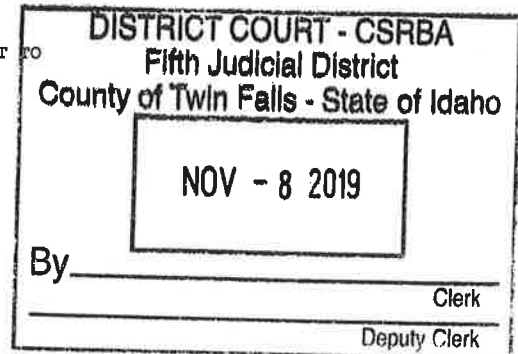 DISTRICT COURT - CSRBA
r ro
Fifth Judicial District
County of Twin Falls - State of Idaho
NOV - 8 2019
By
Clerk
Deputy Clerk